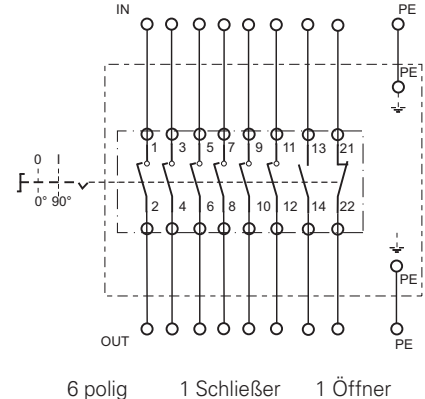 IN PE
PE
1 3 5 7 9 11 13 21
0 I
0° 90°
2 4 6 8 10 12 14 22
PE
OUT PE
6 polig 1 Schließer 1 Öffner